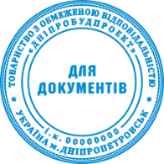 ТОВАРИСТВО З ОБМЕЖЕНОЮ ВІДПОВІДАЛЬНІСТЮ
"ДНІПРОБУДПРОЕКТ"
ДЛЯ
ДОКУМЕНТІВ
і.к. 00000000
УКРАЇНА м. ДНІПРОПЕТРОВСЬК